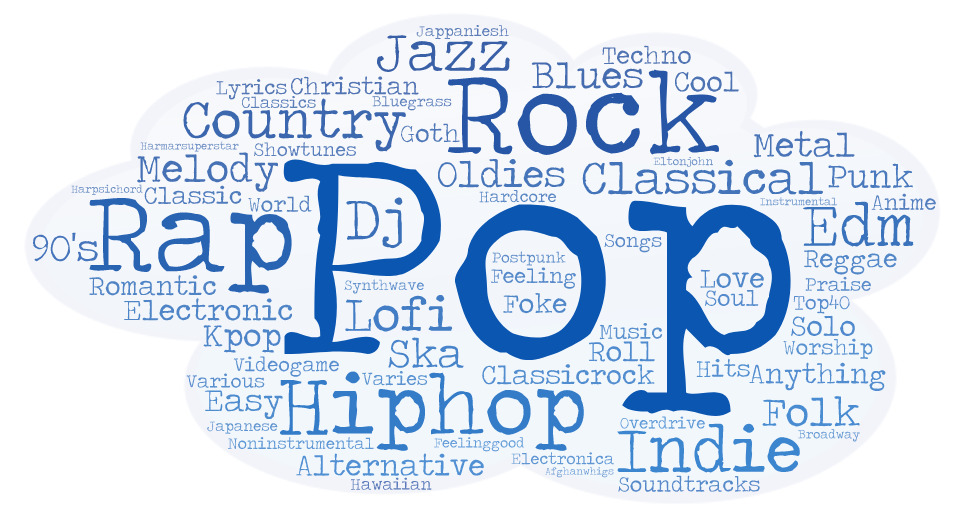 Jappaniesh
Jazz
Techno
Blues
Cool
Lyrics
Christian
Rock
Classics
Bluegrass
Country
Goth
Harmarsuperstar
Showtunes
Metal
Melody
Oldies
Eltonjohn
Classical
Punk
Harpsichord
Classic
World
Hardcore
Instrumental
Anime
Rap
Dj
Pop
Edm
90's
Songs
Postpunk
Feeling
Foke
Reggae
Love
Soul
Romantic
Synthwave
Praise
Top40
Electronic
Lofi
Solo
Kpop
Music
Roll
Worship
Ska
Videogame
Varies
Classicrock
Hits
Anything
Various
Easy
Hiphop
Folk
Japanese
Overdrive
Broadway
Noninstrumental
Feelinggood
Indie
Alternative
Electronica
Afghanwhigs
Hawaiian
Soundtracks